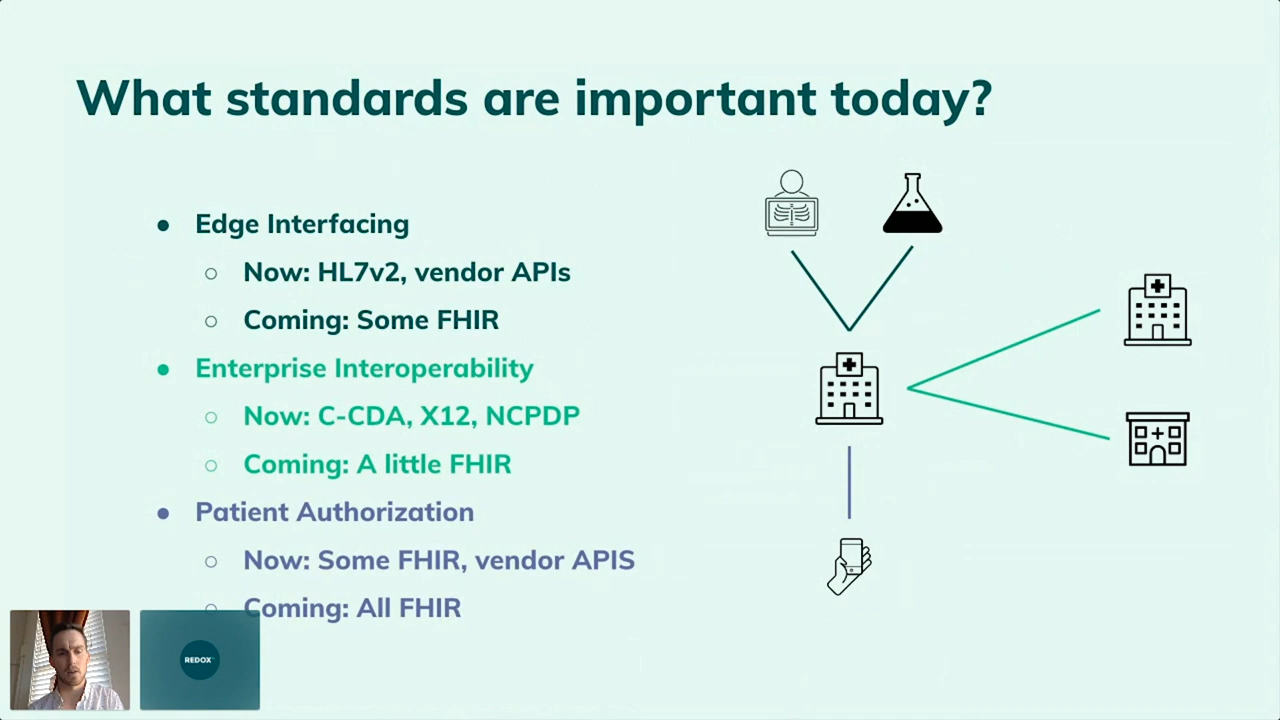 What standards are important today?
● Edge Interfacing
○ Now: HL7v2, vendor APIs
○ Coming: Some FHIR
● Enterprise Interoperability
○ Now: C-CDA, X12, NCPDP
○ Coming: A little FHIR
● Patient Authorization
○ Now: Some FHIR, vendor APIS
○ Coming: All FHIR
REDOX